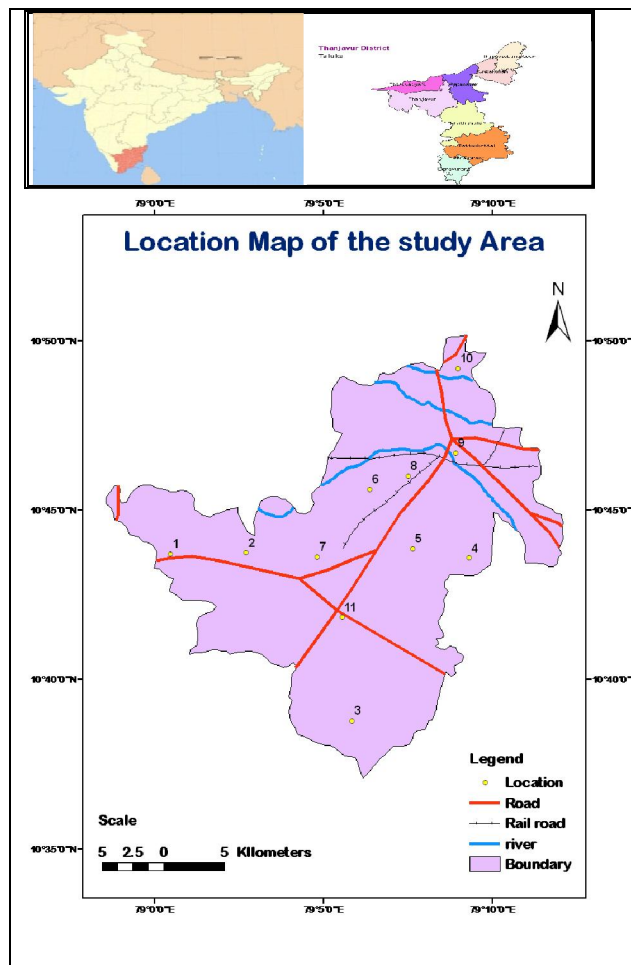 Thanjavur District
Taluks
Thanjavur
79°0'0"E 79°5'0"E 79°10'0"E
Location Map of the study Area
N
10°50'0"N 10°50'0"N
10
9
8
6
10°45'0"N 10°45'0"N
1 2 7 5 4
11
10°40'0"N 10°40'0"N
3
Legend
Location
Road
Rail road
river
Boundary
Scale
5 2.5 0 5 Kilometers
10°35'0"N 10°35'0"N
79°0'0"E 79°5'0"E 79°10'0"E